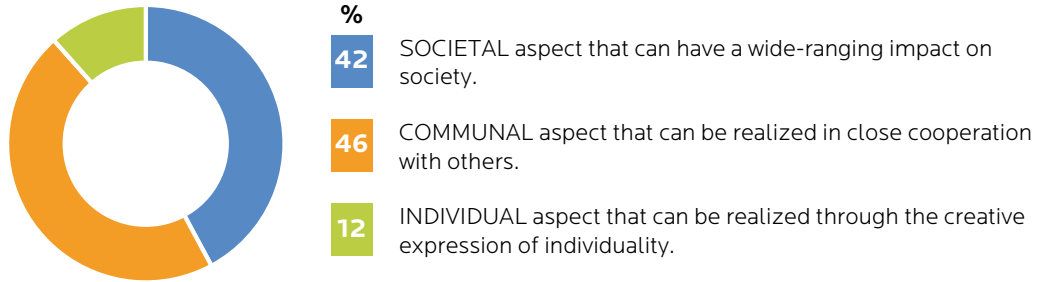 %
42
SOCIETAL aspect that can have a wide-ranging impact on
society.
46
COMMUNAL aspect that can be realized in close cooperation
with others.
12
INDIVIDUAL aspect that can be realized through the creative
expression of individuality.